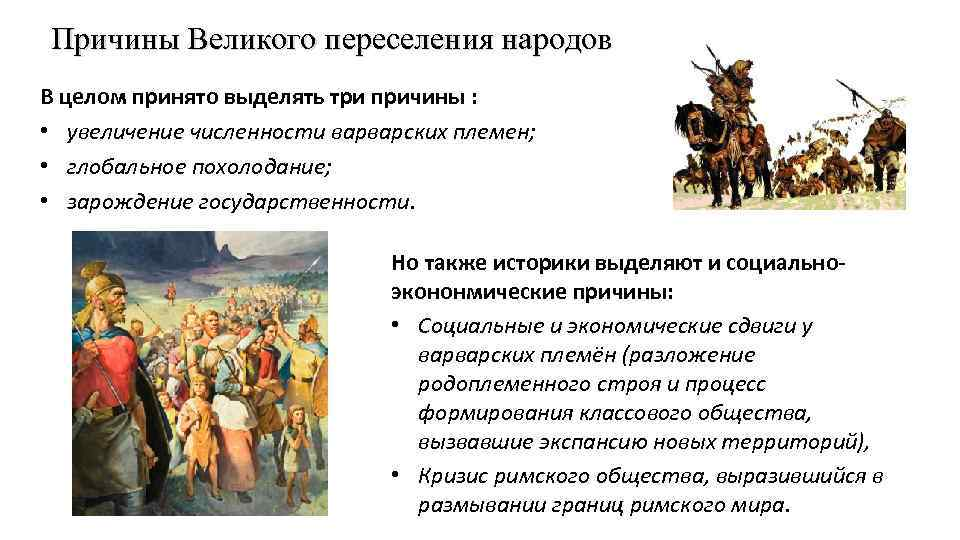 Причины Великого переселения народов
В целом принято выделять три причины :
• увеличение численности варварских племен;
• глобальное похолодание;
• зарождение государственности.
Но также историки выделяют и социально-
экононмические причины:
• Социальные и экономические сдвиги у
варварских племён (разложение
родоплеменного строя и процесс
формирования классового общества,
вызвавшие экспансию новых территорий),
• Кризис римского общества, выразившийся в
размывании границ римского мира.